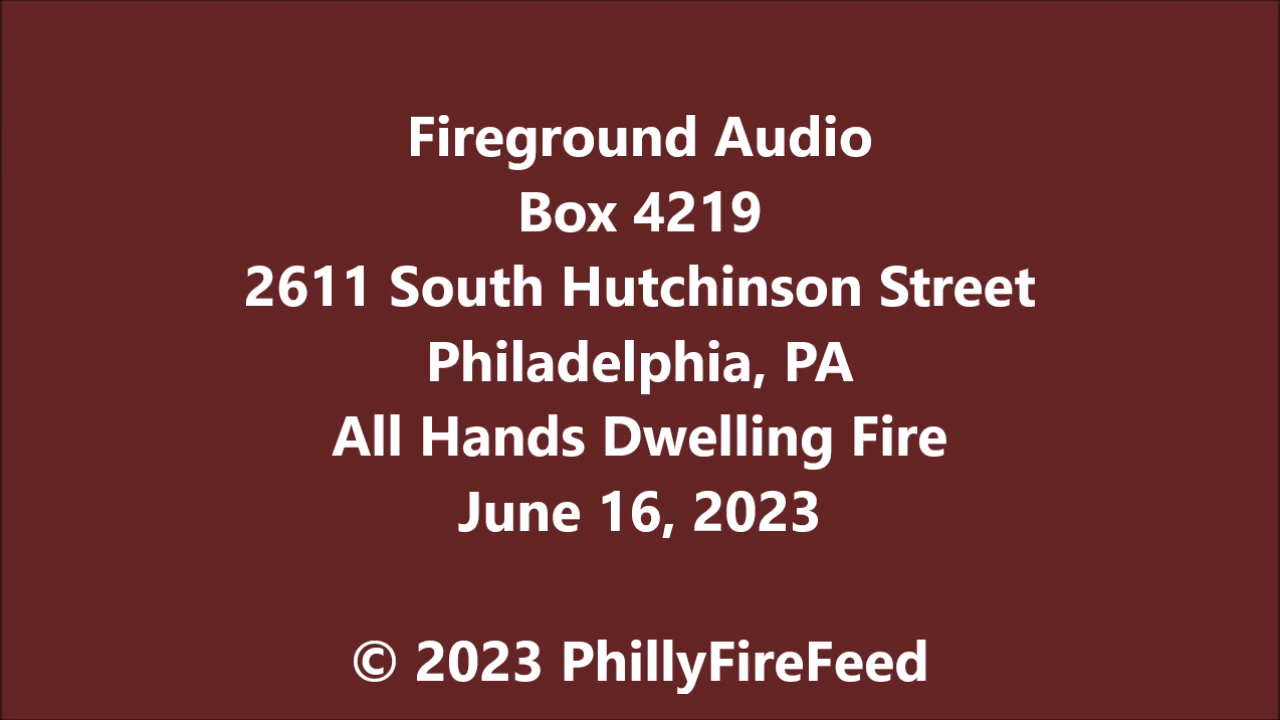 Fireground Audio
Box 4219
2611 South Hutchinson Street
Philadelphia, PA
All Hands Dwelling Fire
June 16, 2023
© 2023 PhillyFireFeed